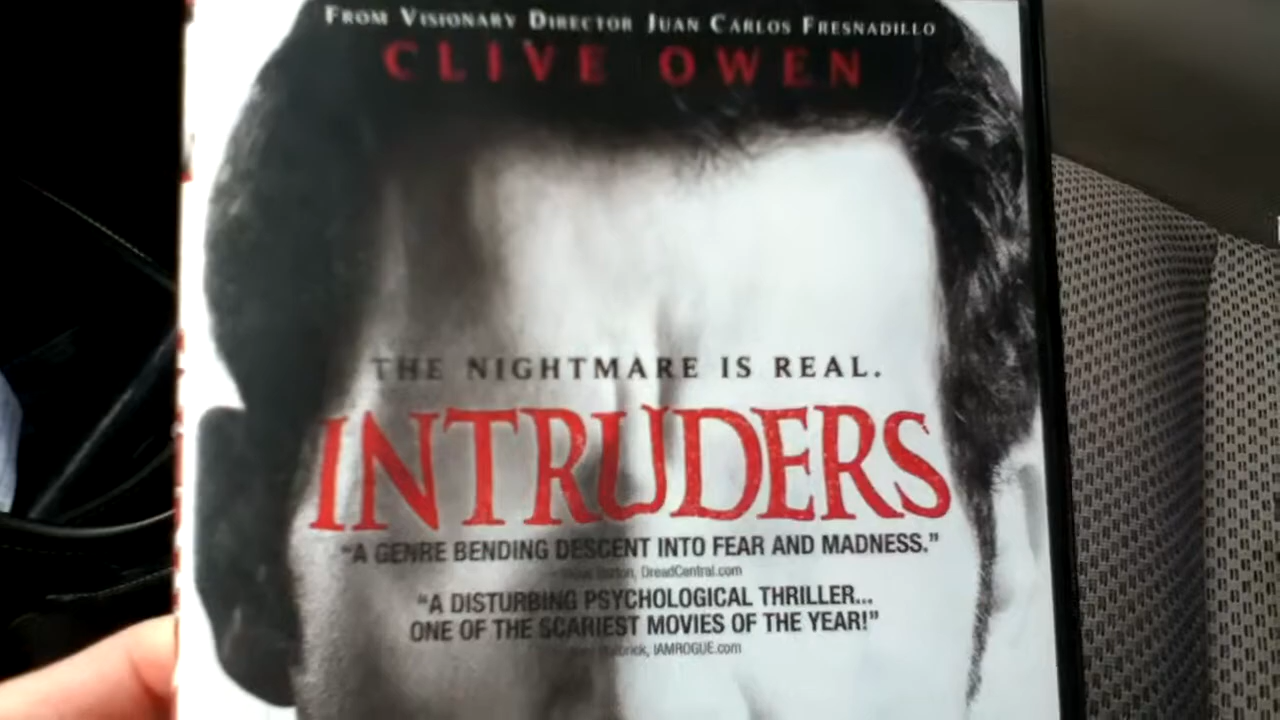 FROM VISIONARY DIRECTOR JUAN CARLOS FRESNADILLO
CLIVE OWEN
THE NIGHTMARE IS REAL.
INTRUDERS
"A GENRE BENDING DESCENT INTO FEAR AND MADNESS."
DreadCentral.com
"A DISTURBING PSYCHOLOGICAL THRILLER...
ONE OF THE SCARIEST MOVIES OF THE YEAR!"
IAMROGUE.com